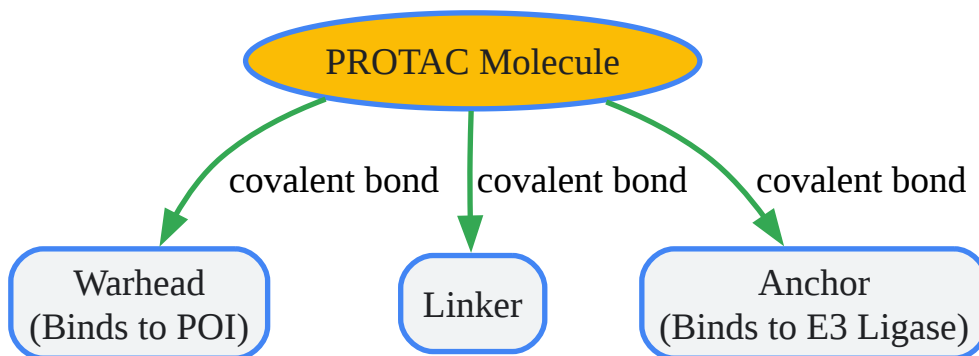 PROTAC Molecule
covalent bond
covalent bond
covalent bond
Warhead
(Binds to POI)
Linker
Anchor
(Binds to E3 Ligase)